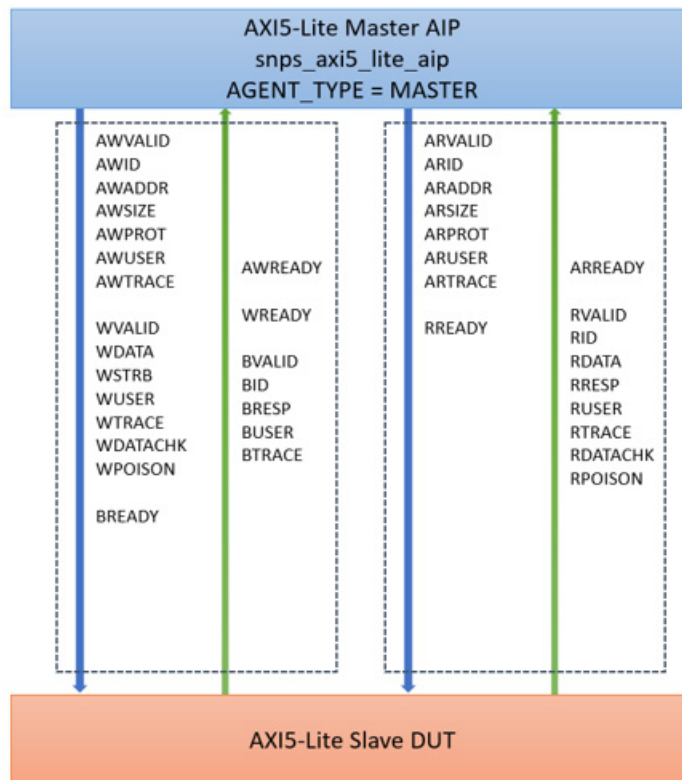 AXI5-Lite Master AIP
snps_axi5_lite_aip
AGENT_TYPE = MASTER
AWVALID
AWID
AWADDR
AWSIZE
AWPROT
AWUSER
AWTRACE
WVALID
WDATA
WSTRB
WUSER
WTRACE
WDATACHK
WPOISON
BREADY
AWREADY
WREADY
BVALID
BID
BRESP
BUSER
BTRACE
ARVALID
ARID
ARADDR
ARSIZE
ARPROT
ARUSER
ARTRACE
RREADY
ARREADY
RVALID
RID
RDATA
RRESP
RUSER
RTRACE
RDATACHK
RPOISON
AXI5-Lite Slave DUT